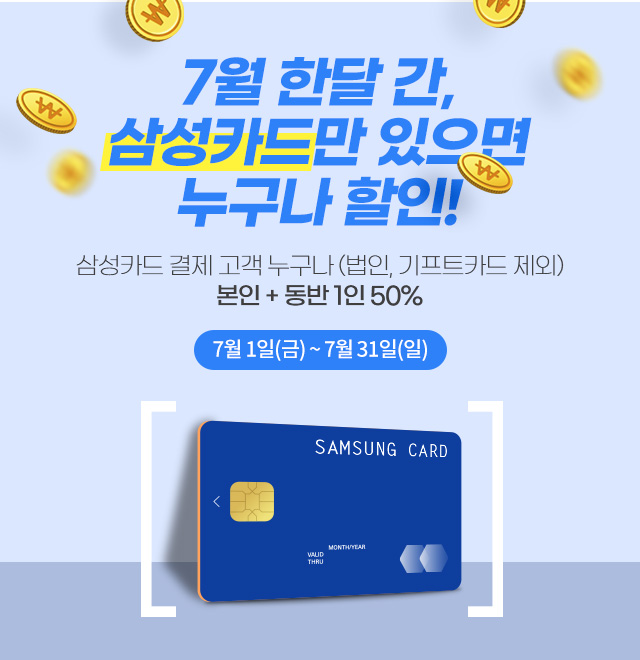 7월 한달 간,
삼성카드만 있으면
누구나 할인!
삼성카드 결제 고객 누구나 (법인, 기프트카드 제외)
본인 + 동반 1인 50%
7월 1일(금) ~ 7월 31일(일)
SAMSUNG CARD
MONTH/YEAR
VALID
THRU